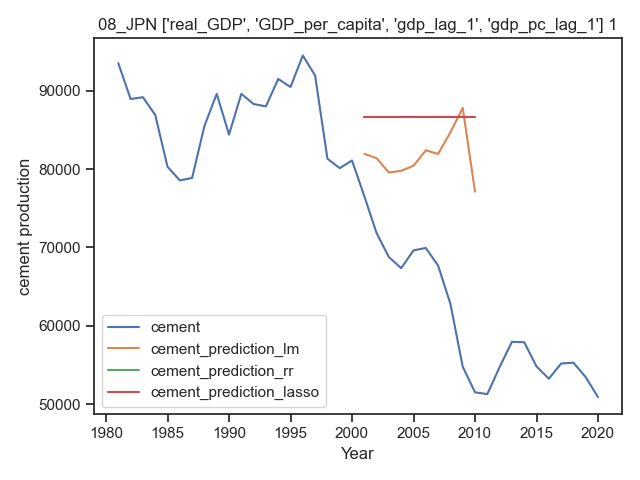 08_JPN ['real_GDP', 'GDP_per_capita', 'gdp_lag_1', 'gdp_pc_lag_1'] 1
cement production
90000
80000
70000
60000
50000
cement
cement_prediction_lm
cement_prediction_rr
cement_prediction_lasso
1980 1985 1990 1995 2000 2005 2010 2015 2020
Year